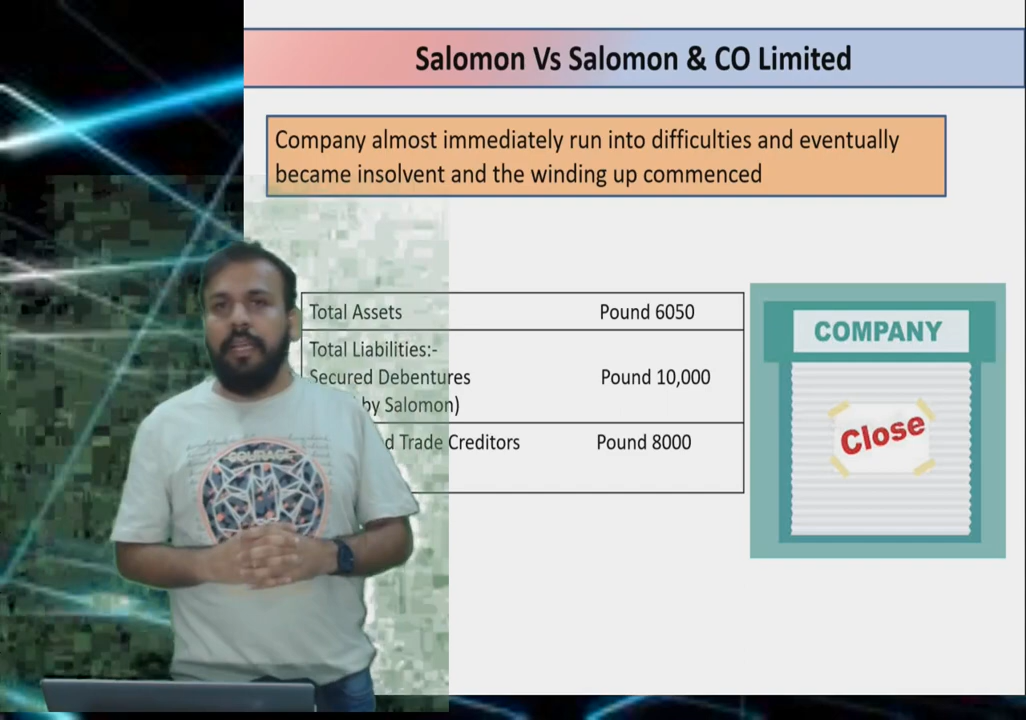 Salomon Vs Salomon & CO Limited
Company almost immediately run into difficulties and eventually
became insolvent and the winding up commenced
Total Assets Pound 6050
Total Liabilities:-
Secured Debentures Pound 10,000
by Salomon)
Trade Creditors Pound 8000
COMPANY
Close
COURAGE